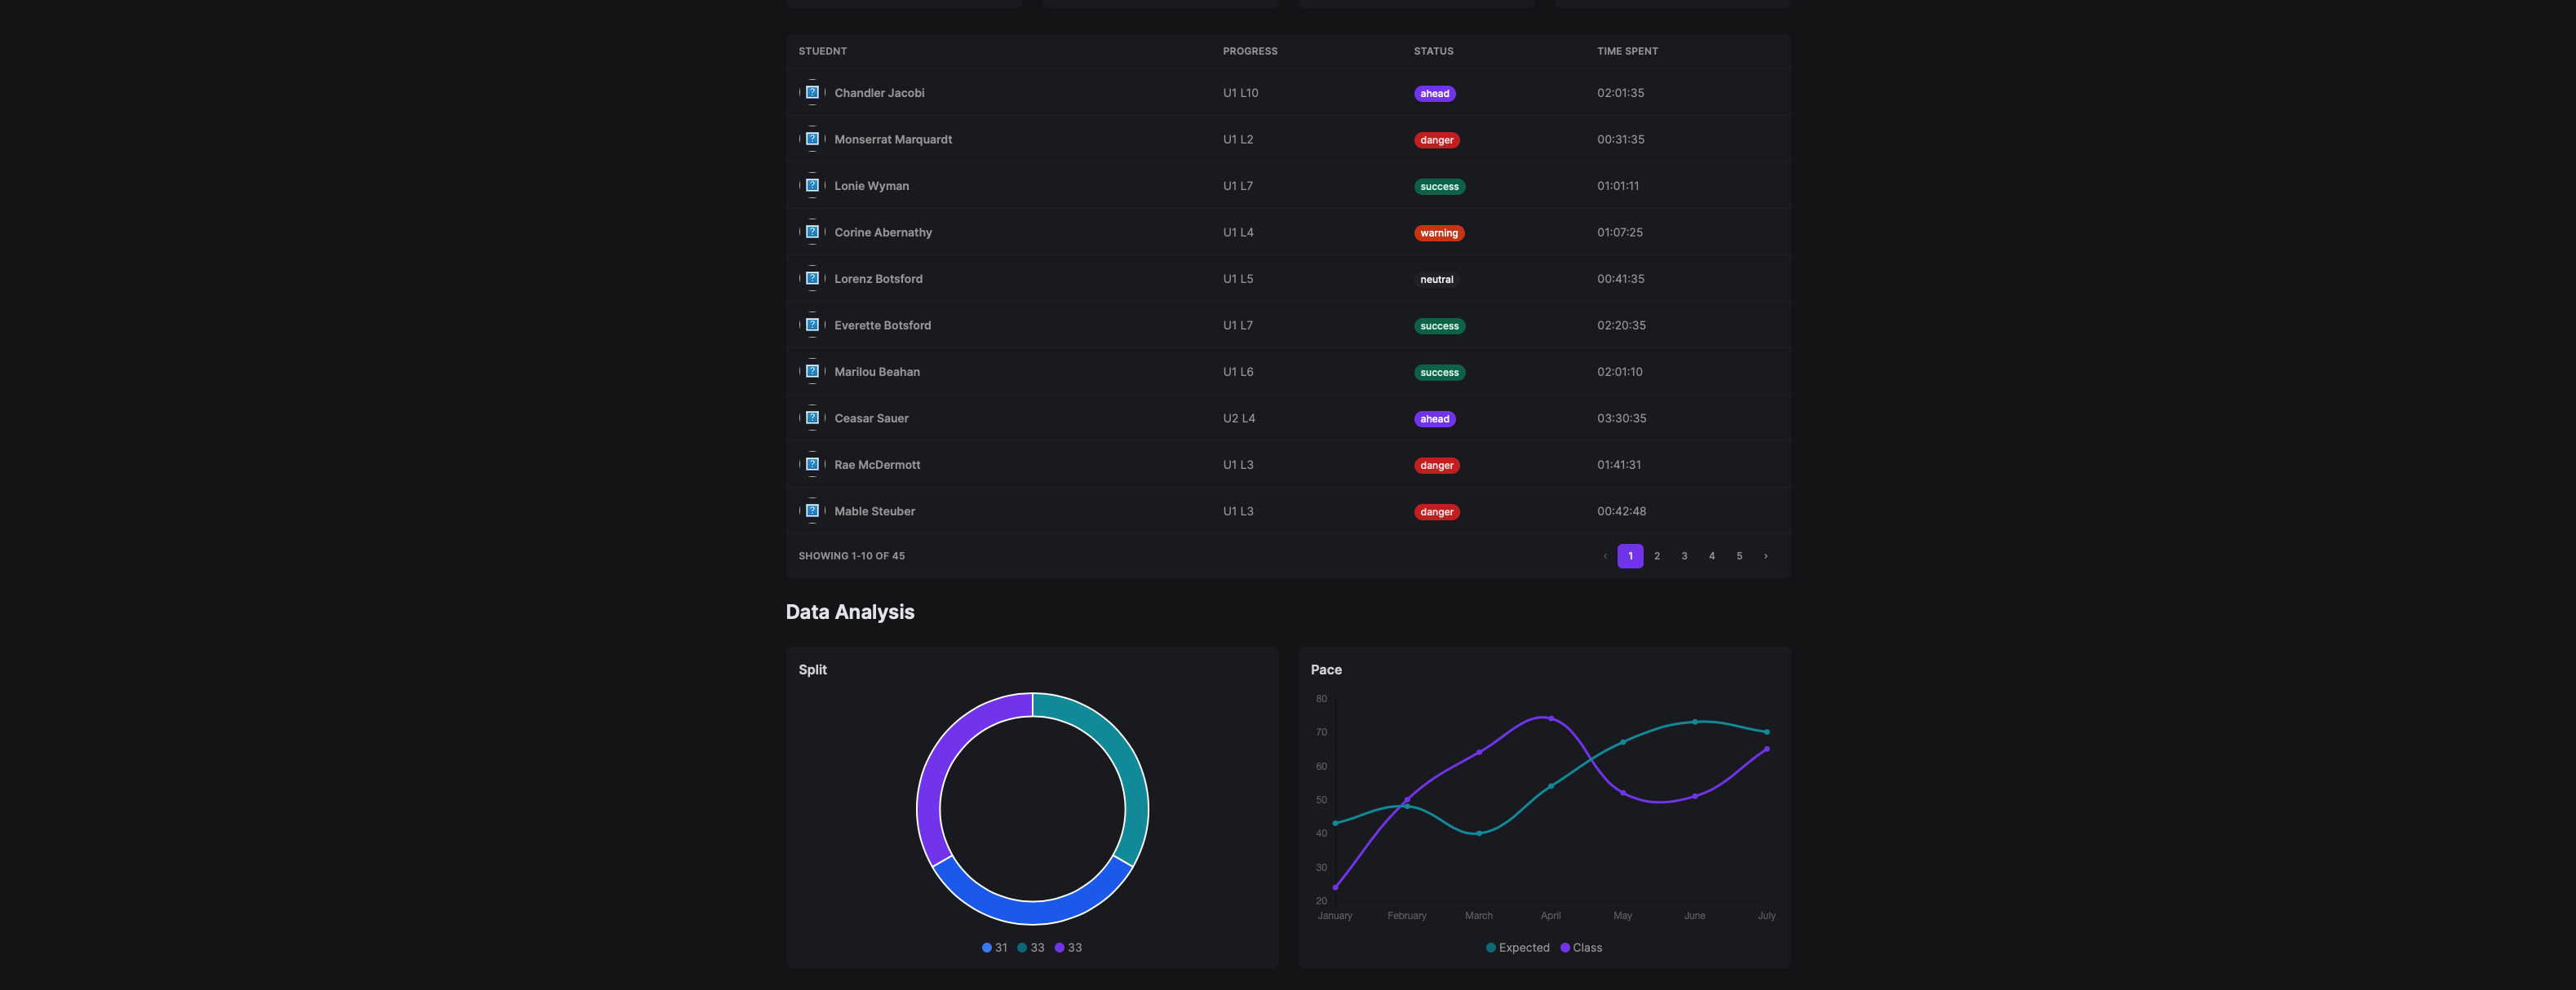 STUEDNT PROGRESS STATUS TIME SPENT
Chandler Jacobi U1 L10 ahead 02:01:35
Monserrat Marquardt U1 L2 danger 00:31:35
Lonie Wyman U1 L7 success 01:01:11
Corine Abernathy U1 L4 warning 01:07:25
Lorenz Botsford U1 L5 neutral 00:41:35
Everette Botsford U1 L7 success 02:20:35
Marilou Beahan U1 L6 success 02:01:10
Ceasar Sauer U2 L4 ahead 03:30:35
Rae McDermott U1 L3 danger 01:41:31
Mable Steuber U1 L3 danger 00:42:48
SHOWING 1-10 OF 45 ‹ 1 2 3 4 5 ›
Data Analysis
Split
31 33 33
Pace
80
70
60
50
40
30
20
January February March April May June July
Expected Class